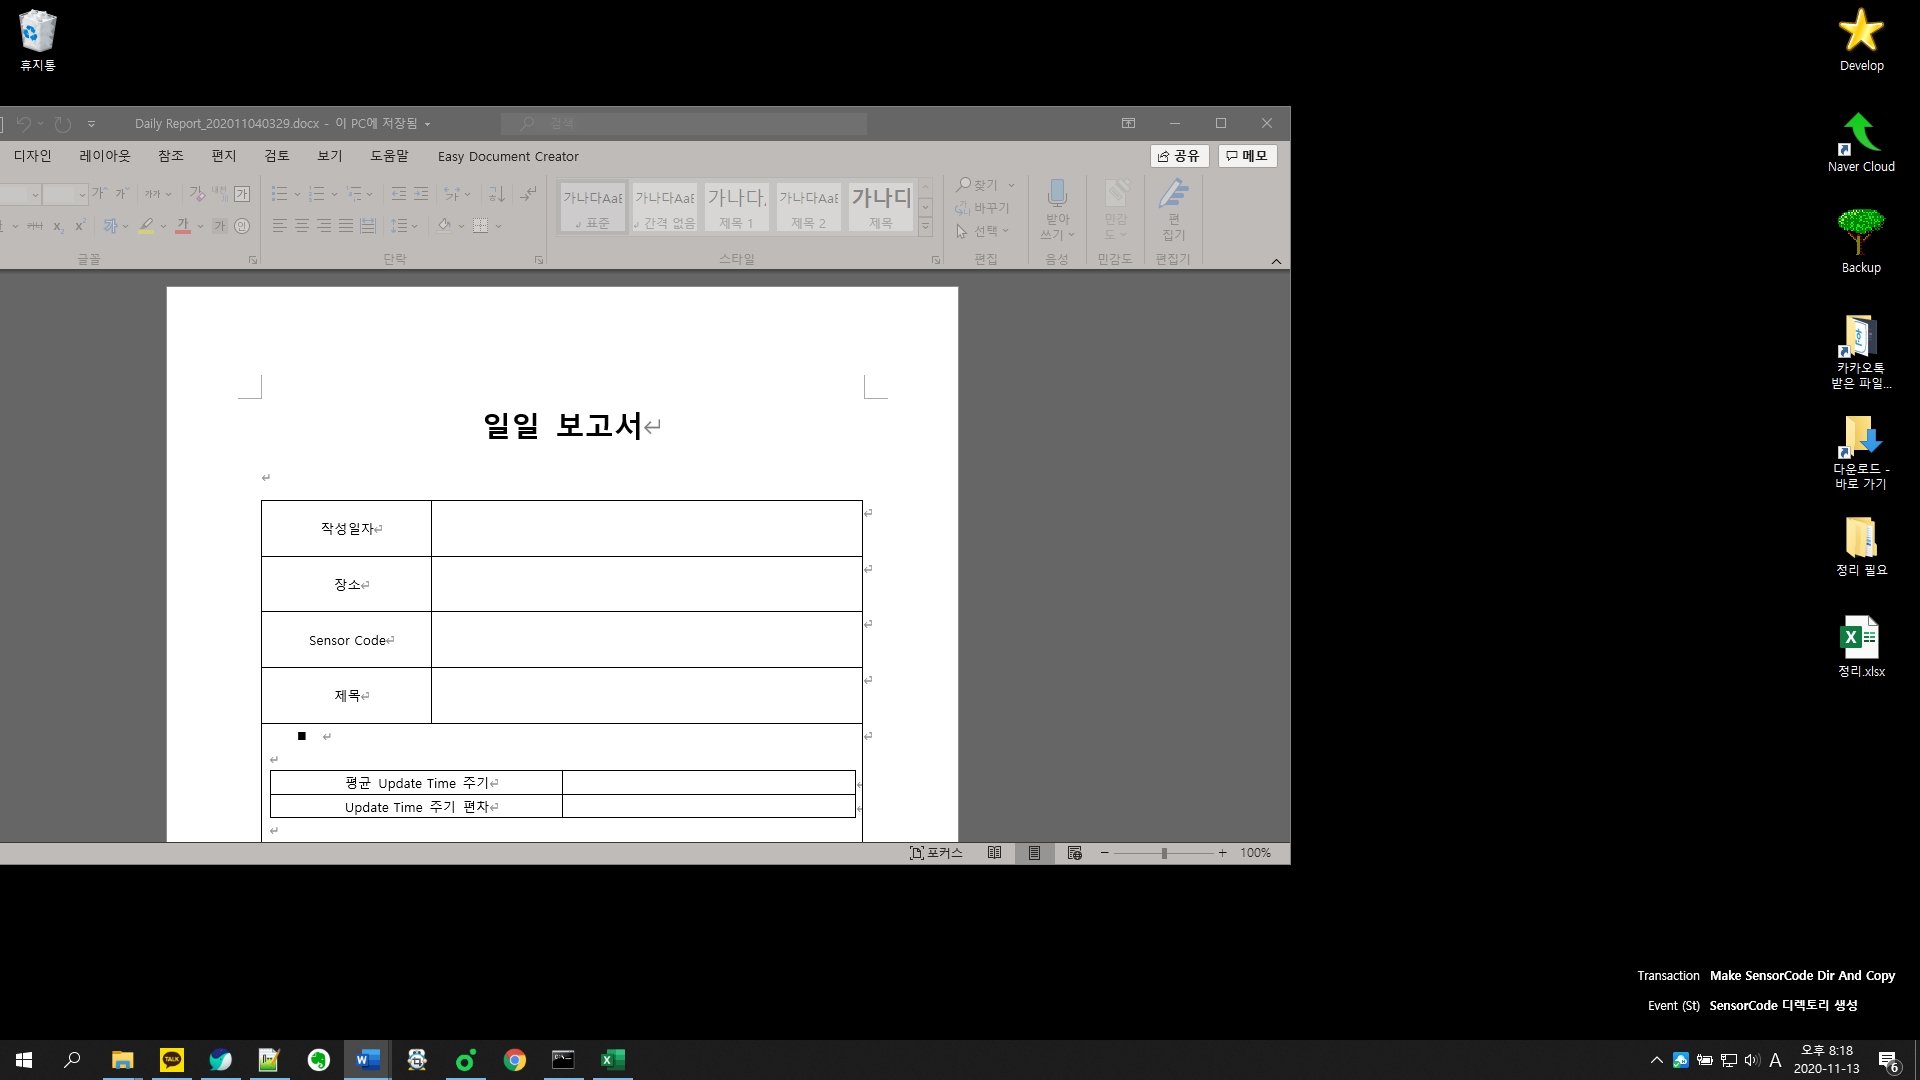 휴지통
Develop
Naver Cloud
Backup
카카오톡
받은 파일...
다운로드 -
바로 가기
정리 필요
정리.xlsx
Daily Report_202011040329.docx - 이 PC에 저장됨
검색
디자인 레이아웃 참조 편지 검토 보기 도움말 Easy Document Creator
공유 메모
가나다AaB 가나다AaB 가나다. 가나다AaB 가나디
표준 간격 없음 제목 1 제목 2 제목
찾기
바꾸기
선택
받아
쓰기
민감
도
편
집기
글꼴 단락 스타일 편집 음성 민감도 편집기
일일 보고서
작성일자
장소
Sensor Code
제목
평균 Update Time 주기
Update Time 주기 편차
포커스
100%
Transaction Make SensorCode Dir And Copy
Event (St) SensorCode 디렉토리 생성
TALK
A
오후 8:18
2020-11-13
6